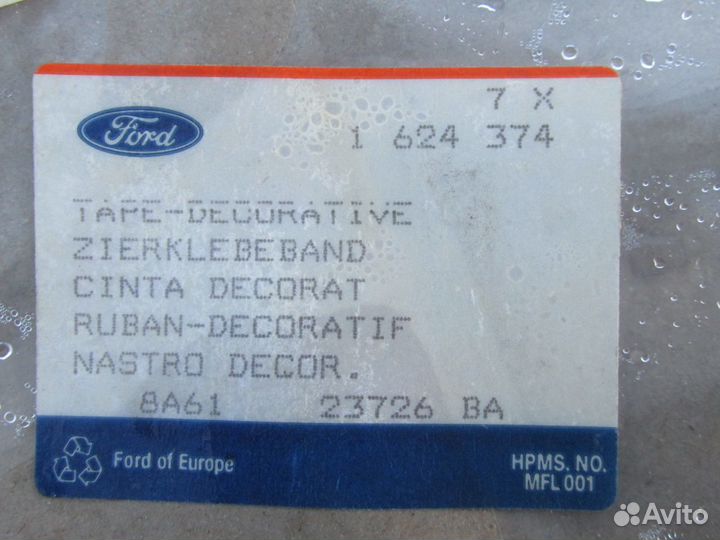 7 X
Ford
1 624 374
TAPE-DECORATIVE
ZIERKLEBEBAND
CINTA DECORAT
RUBAN-DECORATIF
NASTRO DECOR.
8A61 23726 BA
Ford of Europe
HPMS. NO.
MFL 001
Avito